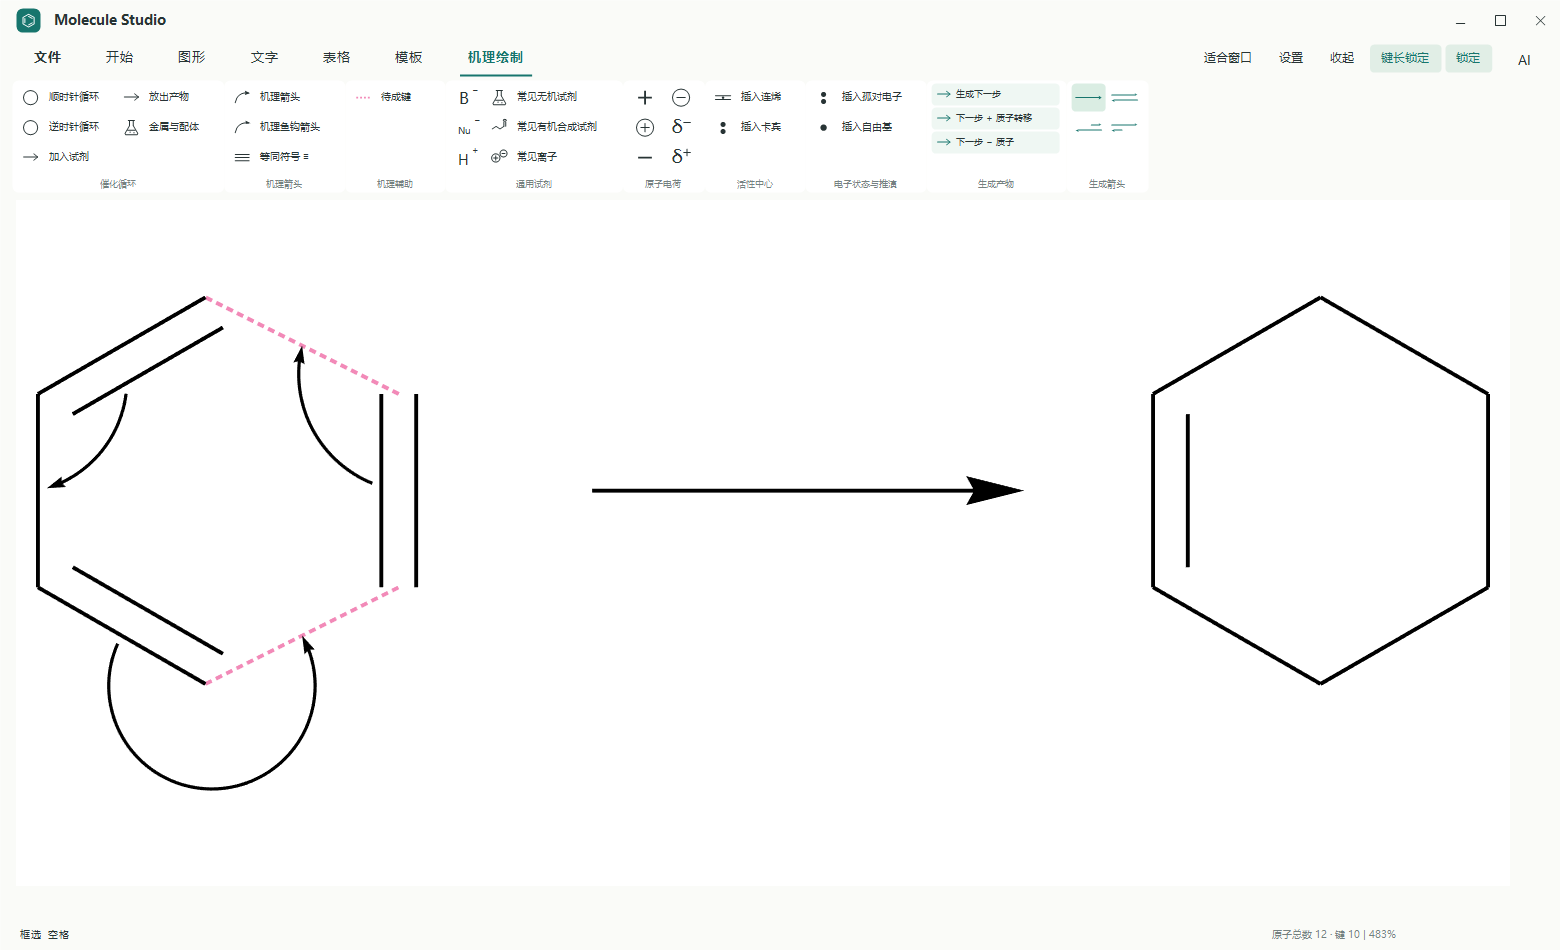 Molecule Studio
文件 开始 图形 文字 表格 模板 机理绘制 适合窗口 设置 收起 键长锁定 锁定 AI
顺时针循环 放出产物 机理箭头 待成键 B⁻ 常见无机试剂 + ⊖ 插入连烯 插入孤对电子 生成下一步
逆时针循环 金属与配体 机理鱼钩箭头 Nu⁻ 常见有机合成试剂 ⊕ δ⁻ 插入卡宾 插入自由基 下一步 + 质子转移
加入试剂 等同符号 ≡ H⁺ 常见离子 − δ⁺ 下一步 − 质子
催化循环 机理箭头 机理辅助 通用试剂 原子电荷 活性中心 电子状态与推演 生成产物 生成箭头
框选 空格 原子总数 12 · 键 10 | 483%